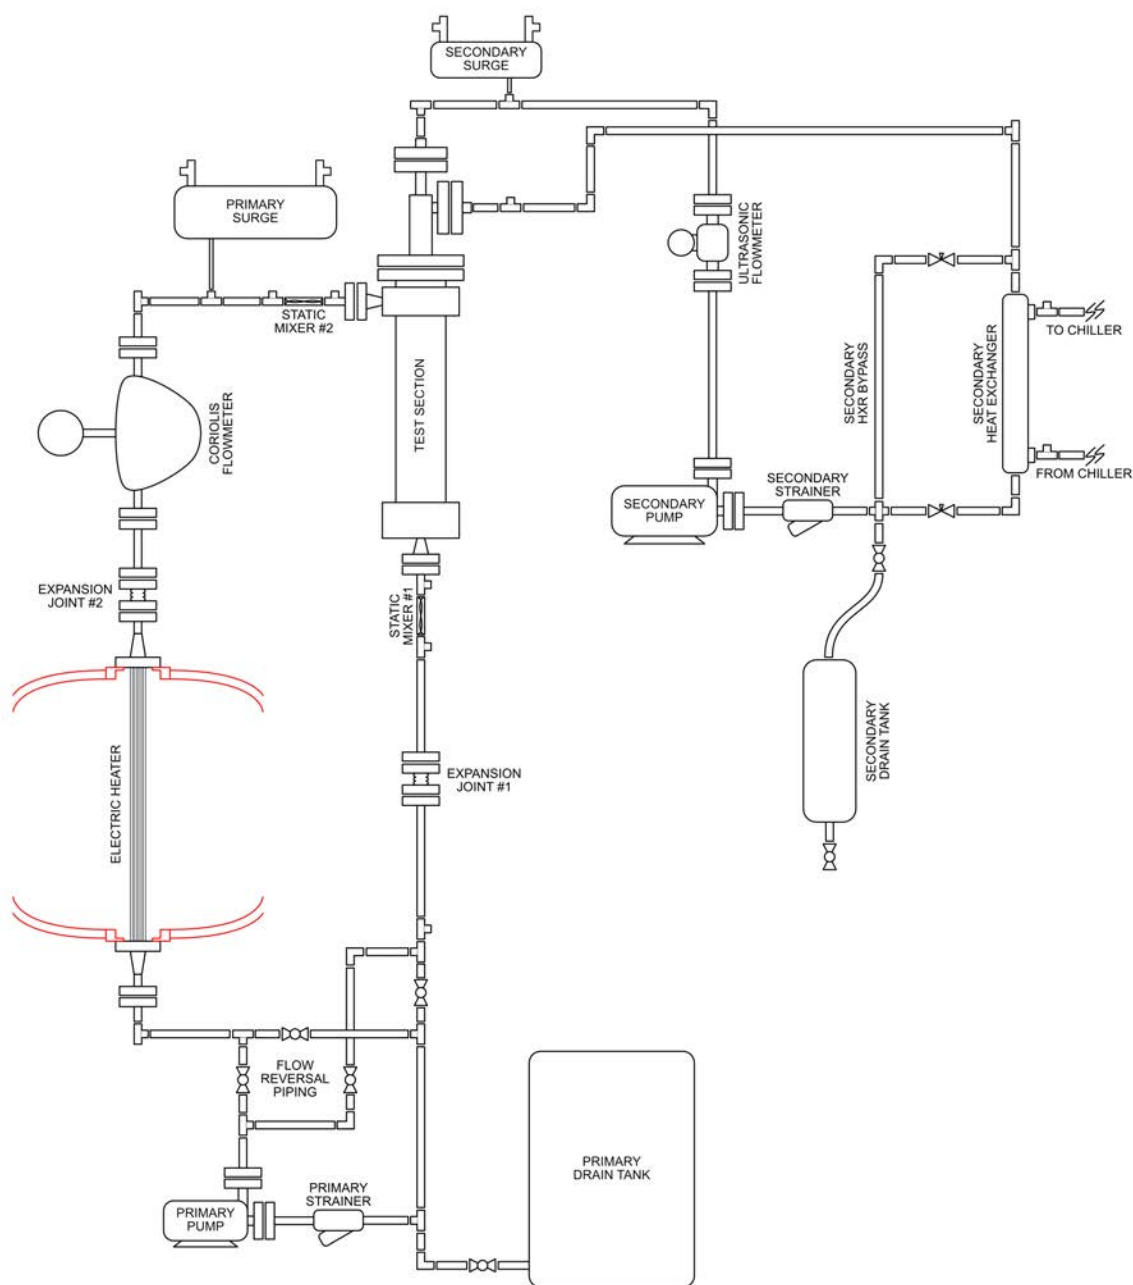 SECONDARY
SURGE
PRIMARY
SURGE
ULTRASONIC
FLOWMETER
STATIC
MIXER #2
TO CHILLER
SECONDARY
HXR BYPASS
SECONDARY
HEAT EXCHANGER
TEST SECTION
CORIOLIS
FLOWMETER
FROM CHILLER
SECONDARY
STRAINER
SECONDARY
PUMP
EXPANSION
JOINT #2
STATIC
MIXER #1
SECONDARY
DRAIN TANK
EXPANSION
JOINT #1
ELECTRIC HEATER
FLOW
REVERSAL
PIPING
PRIMARY
DRAIN TANK
PRIMARY
STRAINER
PRIMARY
PUMP